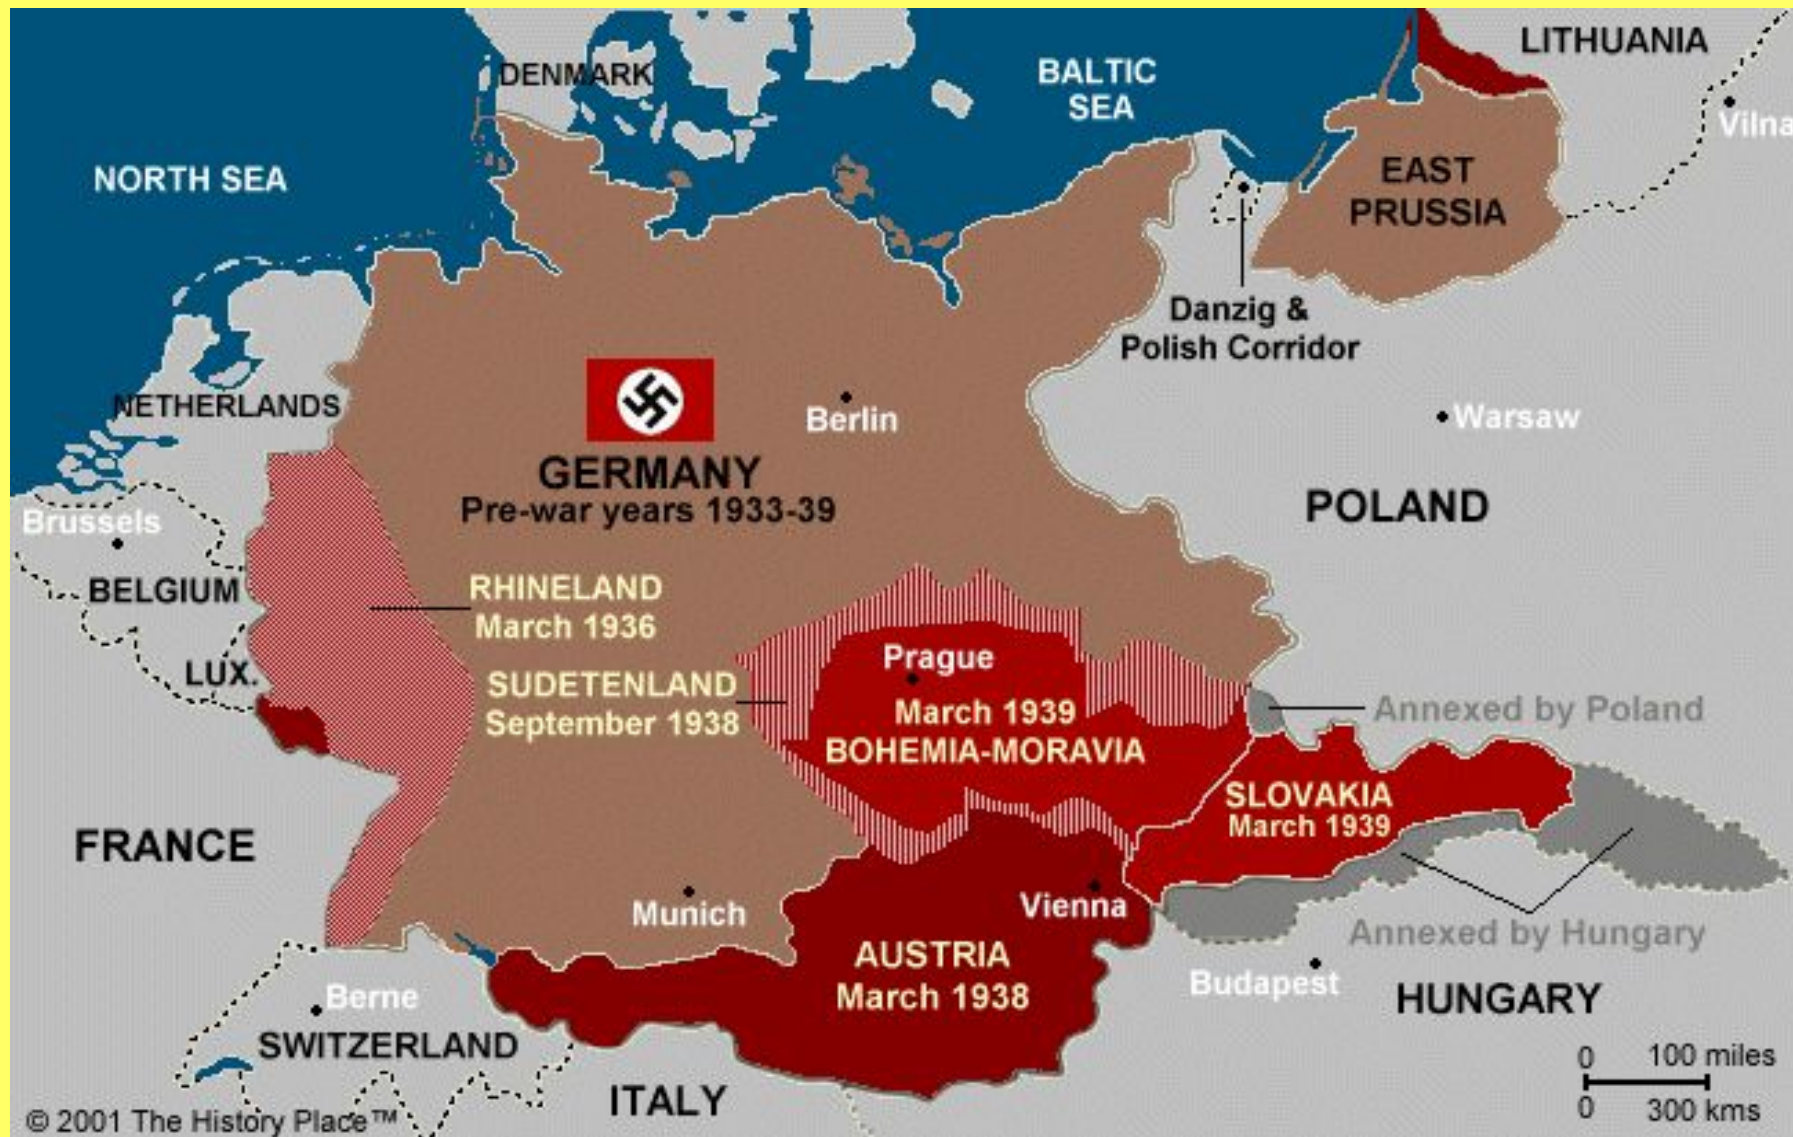 LITHUANIA
DENMARK
BALTIC
SEA
Vilna
NORTH SEA
EAST
PRUSSIA
Danzig &
Polish Corridor
NETHERLANDS
Berlin
Warsaw
GERMANY
Pre-war years 1933-39
POLAND
Brussels
BELGIUM
RHINELAND
March 1936
LUX.
SUDETENLAND
September 1938
Prague
March 1939
BOHEMIA-MORAVIA
Annexed by Poland
SLOVAKIA
March 1939
FRANCE
Munich
Vienna
Annexed by Hungary
AUSTRIA
March 1938
Budapest
HUNGARY
Berne
SWITZERLAND
ITALY
0 100 miles
0 300 kms
© 2001 The History Place™